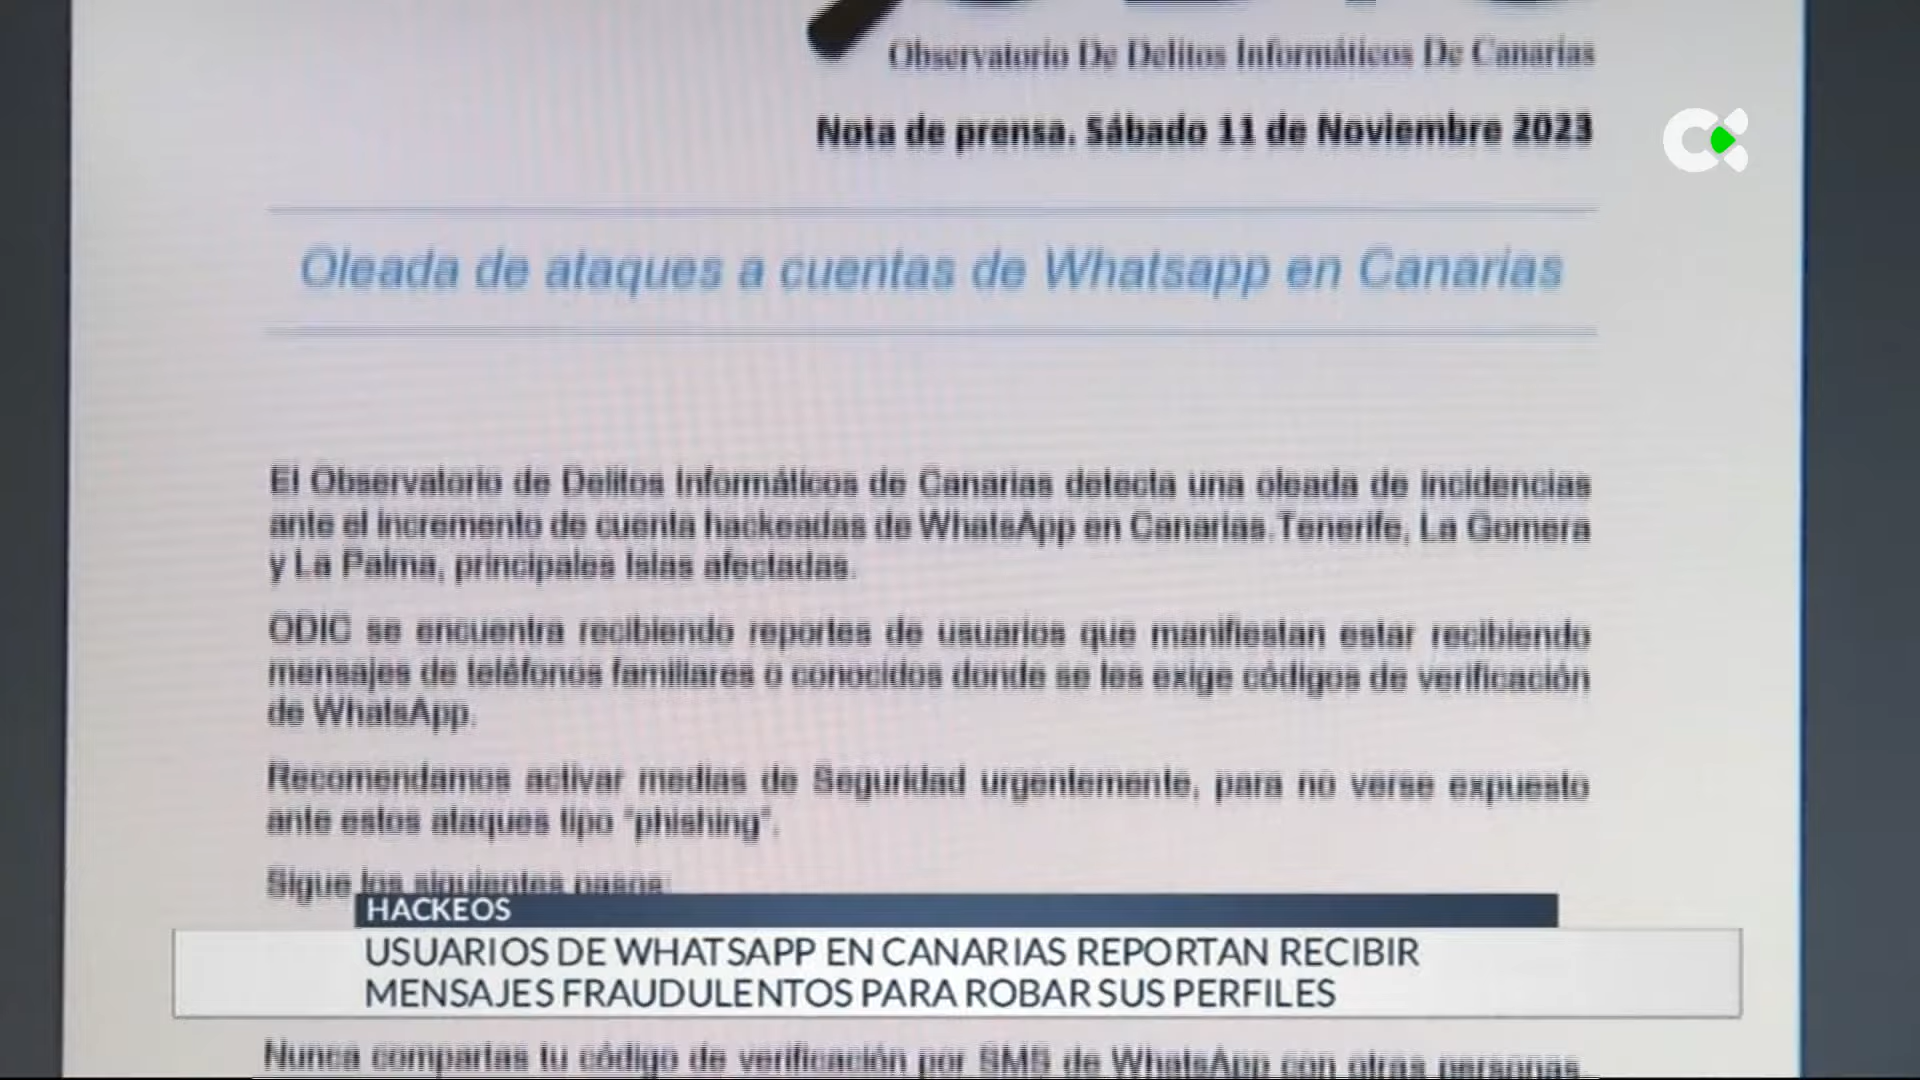 Observatorio De Delitos Informáticos De Canarias
Nota de prensa. Sábado 11 de Noviembre 2023
Oleada de ataques a cuentas de Whatsapp en Canarias
El Observatorio de Delitos Informáticos de Canarias detecta una oleada de incidencias
ante el incremento de cuenta hackeadas de WhatsApp en Canarias.Tenerife, La Gomera
y La Palma, principales Islas afectadas.
ODIC se encuentra recibiendo reportes de usuarios que manifiestan estar recibiendo
mensajes de teléfonos familiares o conocidos donde se les exige códigos de verificación
de WhatsApp.
Recomendamos activar medias de Seguridad urgentemente, para no verse expuesto
ante estos ataques tipo "phishing".
Sigue los siguientes pasos:
HACKEOS
USUARIOS DE WHATSAPP EN CANARIAS REPORTAN RECIBIR
MENSAJES FRAUDULENTOS PARA ROBAR SUS PERFILES
Nunca compartas tu código de verificación por SMS de WhatsApp con otras personas.